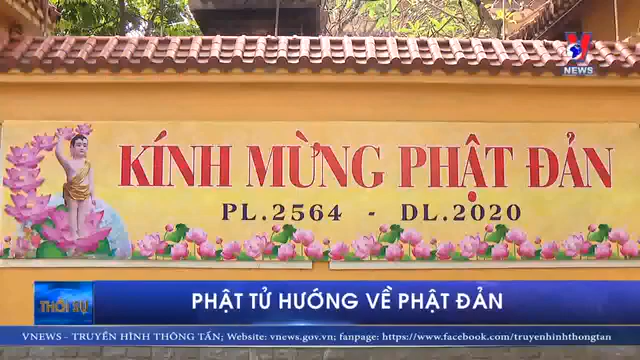 V
NEWS
KÍNH MỪNG PHẬT ĐẢN
PL.2564 - DL.2020
THỜI SỰ
PHẬT TỬ HƯỚNG VỀ PHẬT ĐẢN
VNEWS - TRUYỀN HÌNH THÔNG TẤN; Website: vnews.gov.vn; fanpage: https://www.facebook.com/truyenhinhthongtan